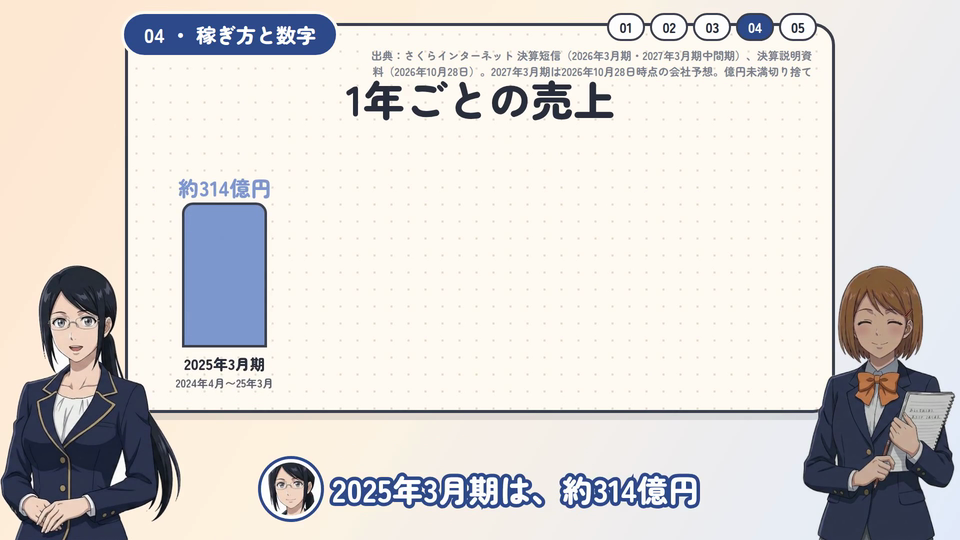 04 ・ 稼ぎ方と数字
01 02 03 04 05
出典：さくらインターネット 決算短信（2026年3月期・2027年3月期中間期）、決算説明資
料（2026年10月28日）。2027年3月期は2026年10月28日時点の会社予想。億円未満切り捨て
1年ごとの売上
約314億円
2025年3月期
2024年4月〜25年3月
2025年3月期は、約314億円